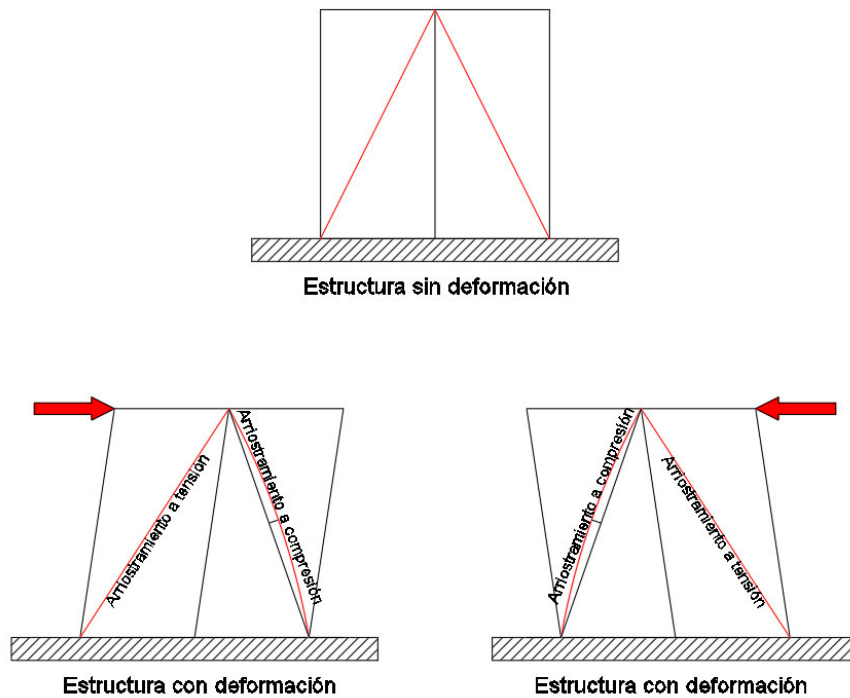 Estructura sin deformación
Arriostramiento a tensión
Arriostramiento a compresión
Arriostramiento a compresión
Arriostramiento a tensión
Estructura con deformación
Estructura con deformación